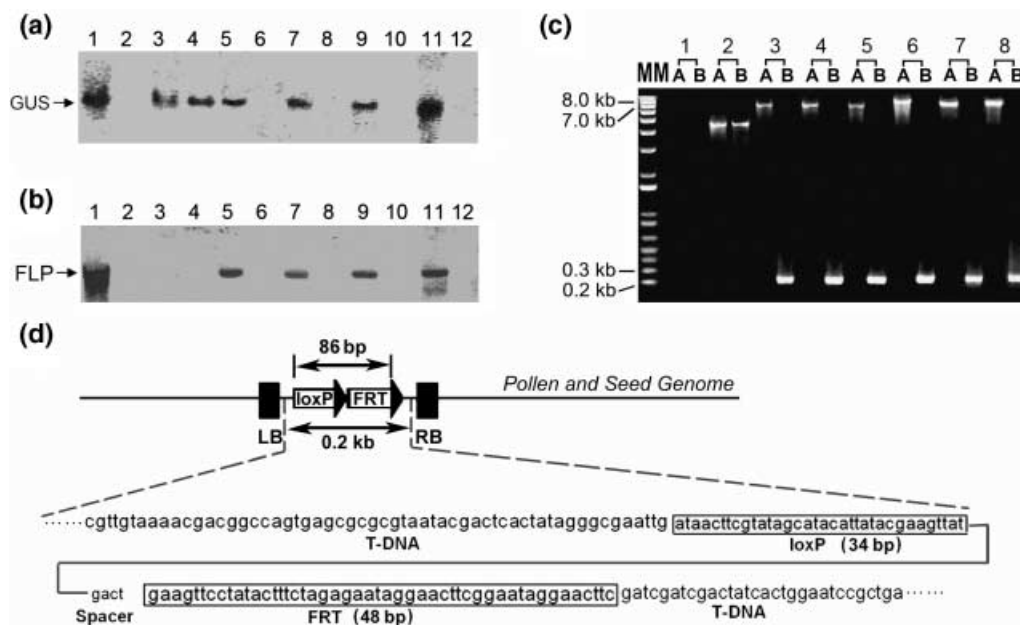 (a)
1 2 3 4 5 6 7 8 9 10 11 12
GUS
(b)
1 2 3 4 5 6 7 8 9 10 11 12
FLP
(c)
1 2 3 4 5 6 7 8
MM A B A B A B A B A B A B A B A B
8.0 kb
7.0 kb
0.3 kb
0.2 kb
(d)
86 bp
loxP FRT
Pollen and Seed Genome
LB RB
0.2 kb
······cgttgtaaaacgacggccagtgagcgcgcgtaatacgactcactatagggcgaattg ataacttcgtatagcatacattatacgaagttat
T-DNA loxP (34 bp)
gact gaagttcctatactttctagagaataggaacttcggaataggaacttc gatcgatcgactatcactggaatccgctga······
Spacer FRT (48 bp) T-DNA